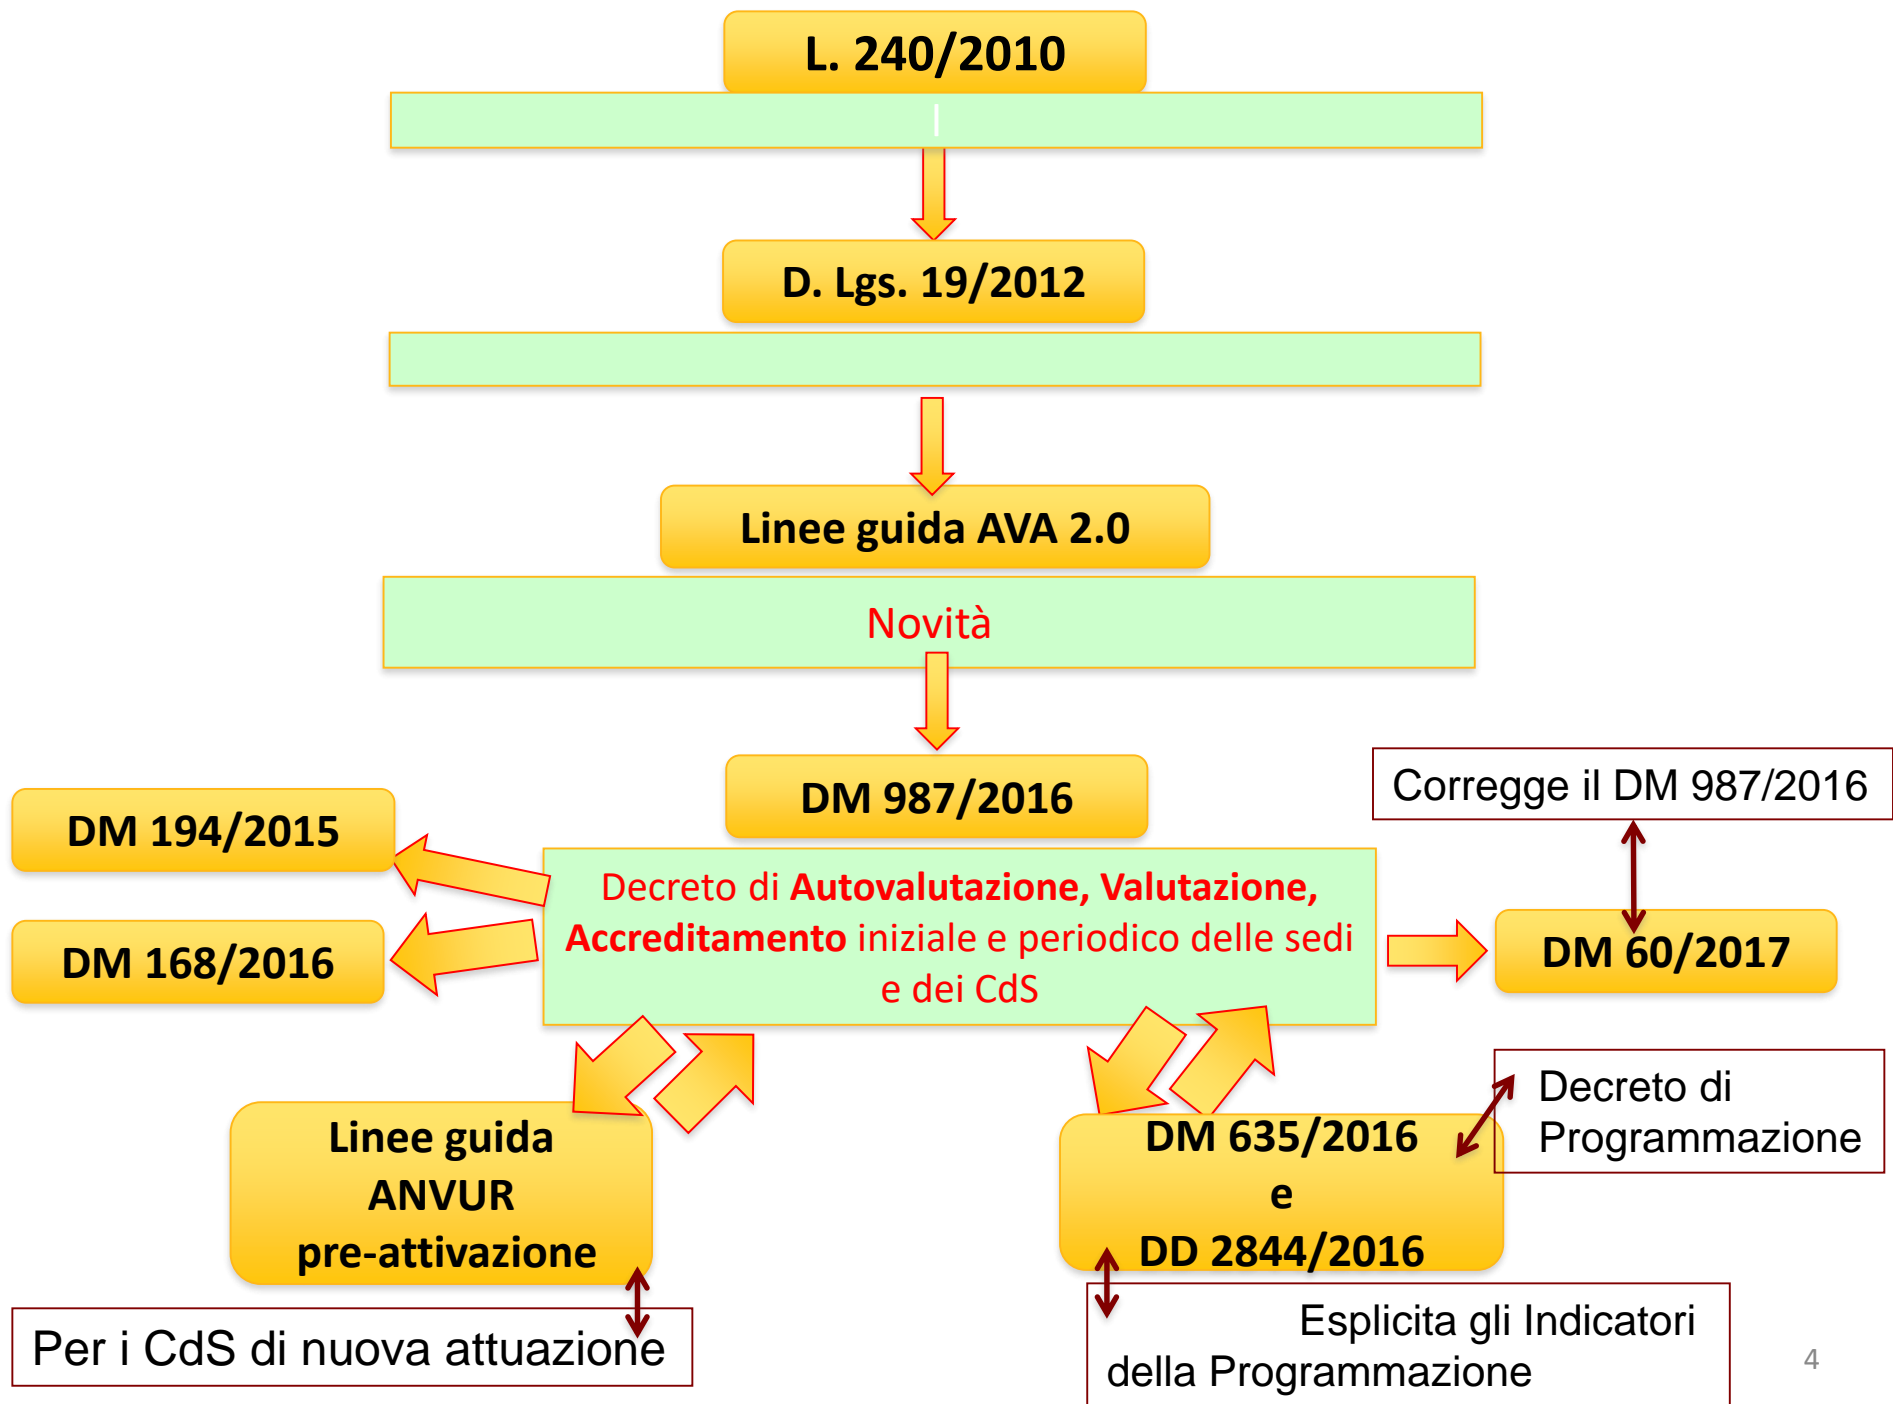 L. 240/2010
D. Lgs. 19/2012
Linee guida AVA 2.0
Novità
DM 987/2016
Corregge il DM 987/2016
DM 194/2015
Decreto di Autovalutazione, Valutazione,
Accreditamento iniziale e periodico delle sedi
e dei CdS
DM 168/2016
DM 60/2017
Linee guida
ANVUR
pre-attivazione
DM 635/2016
e
DD 2844/2016
Decreto di
Programmazione
Per i CdS di nuova attuazione
Esplicita gli Indicatori
della Programmazione
4